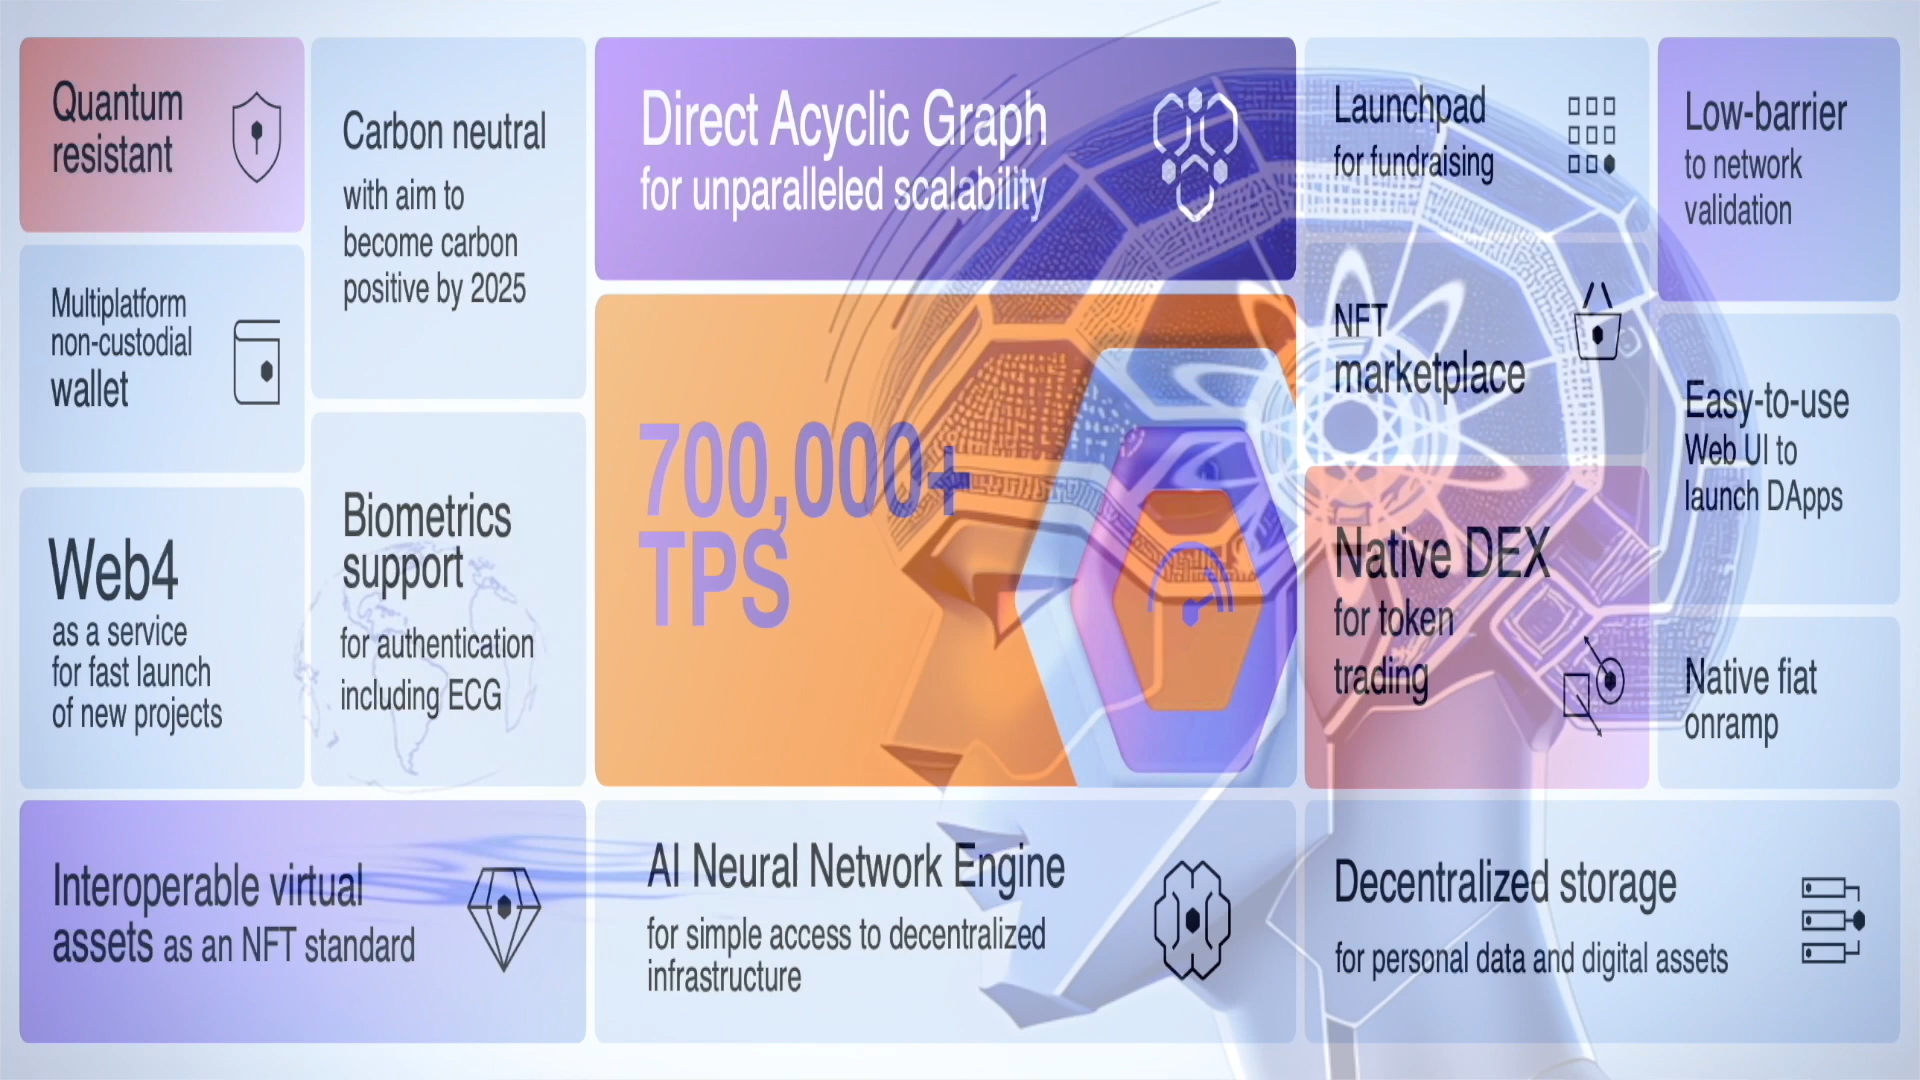 Quantum
resistant
Multiplatform
non-custodial
wallet
Web4
as a service
for fast launch
of new projects
Carbon neutral
with aim to
become carbon
positive by 2025
Biometrics
support
for authentication
including ECG
Interoperable virtual
assets as an NFT standard
Direct Acyclic Graph
for unparalleled scalability
700,000+
TPS
AI Neural Network Engine
for simple access to decentralized
infrastructure
Launchpad
for fundraising
NFT
marketplace
Native DEX
for token
trading
Low-barrier
to network
validation
Easy-to-use
Web UI to
launch DApps
Native fiat
onramp
Decentralized storage
for personal data and digital assets